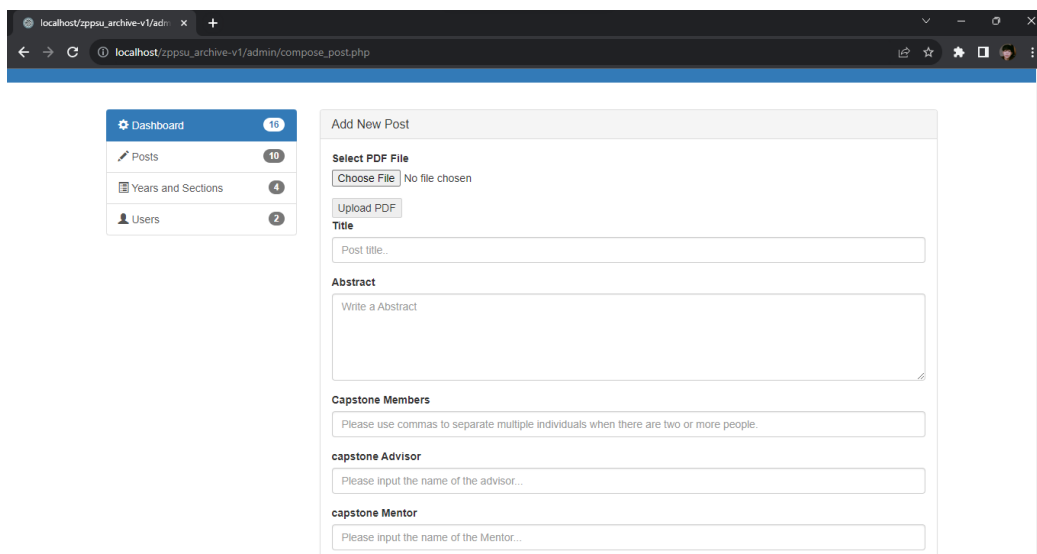 localhost/zppsu_archive-v1/adm
localhost/zppsu_archive-v1/admin/compose_post.php
Dashboard 16
Posts 10
Years and Sections 4
Users 2
Add New Post
Select PDF File
Choose File No file chosen
Upload PDF
Title
Post title..
Abstract
Write a Abstract
Capstone Members
Please use commas to separate multiple individuals when there are two or more people.
capstone Advisor
Please input the name of the advisor...
capstone Mentor
Please input the name of the Mentor...